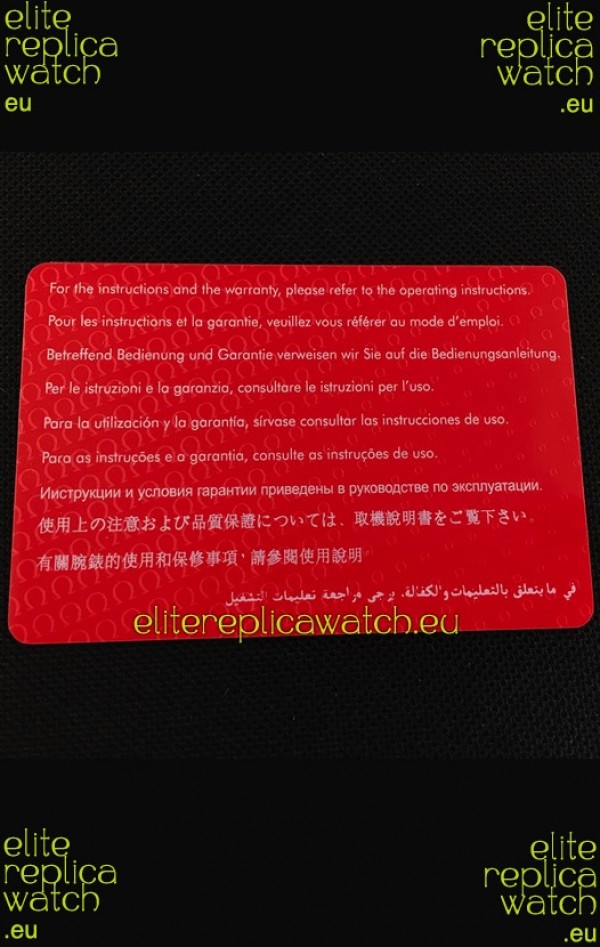 elite
replica
watch
eu
elite
replica
watch
.eu
For the instructions and the warranty, please refer to the operating instructions.
Pour les instructions et la garantie, veuillez vous référer au mode d'emploi.
Betreffend Bedienung und Garantie verweisen wir Sie auf die Bedienungsanleitung.
Per le istruzioni e la garanzia, consultare le istruzioni per l'uso.
Para la utilización y la garantía, sírvase consultar las instrucciones de uso.
Para as instruções e a garantia, consulte as instruções de uso.
Инструкции и условия гарантии приведены в руководстве по эксплуатации.
使用上の注意および品質保證については、取機説明書をご覧下さい。
有關腕錶的使用和保修事項，請參閱使用說明。
في ما يتعلق بالتعليمات والكفالة، يرجى مراجعة تعليمات التشغيل
elitereplicawatch.eu
elite
replica
watch
.eu
elite
replica
watch
.eu